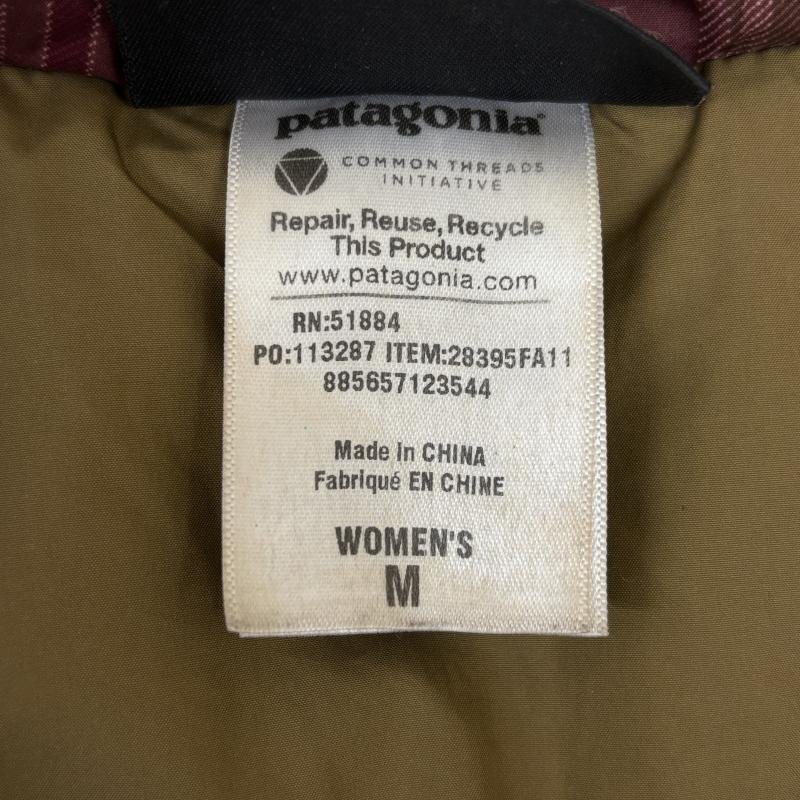 patagonia®
COMMON THREADS
INITIATIVE
Repair, Reuse, Recycle
This Product
www.patagonia.com
RN:51884
PO:113287 ITEM:28395FA11
885657123544
Made in CHINA
Fabriqué EN CHINE
WOMEN'S
M